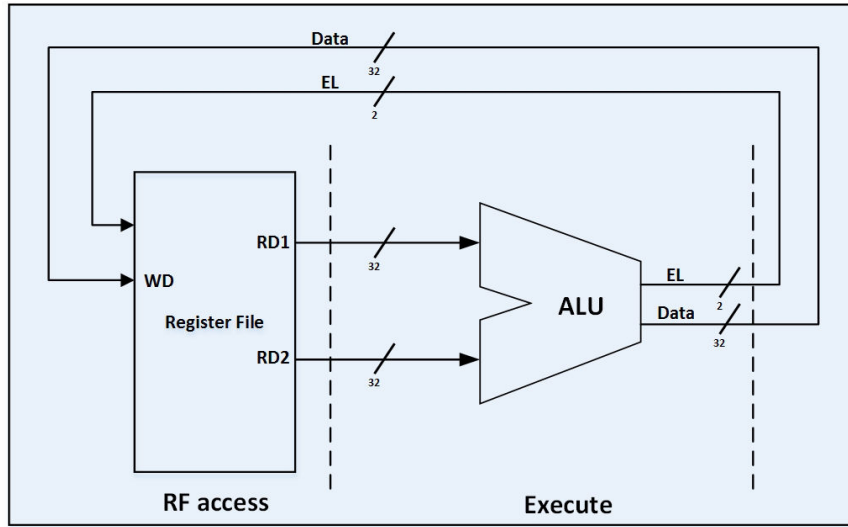 Data
32
EL
2
RD1
32
WD
EL
2
Register File
ALU
Data
32
RD2
32
RF access
Execute